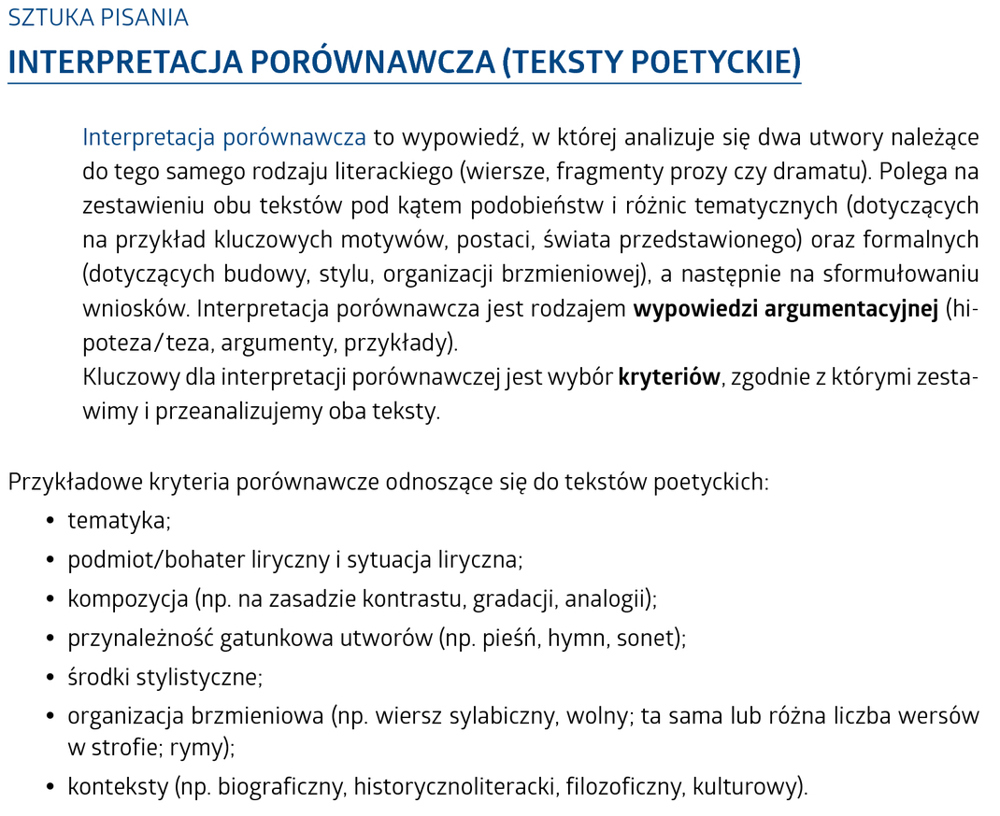 SZTUKA PISANIA
INTERPRETACJA PORÓWNAWCZA (TEKSTY POETYCKIE)
Interpretacja porównawcza to wypowiedź, w której analizuje się dwa utwory należące
do tego samego rodzaju literackiego (wiersze, fragmenty prozy czy dramatu). Polega na
zestawieniu obu tekstów pod kątem podobieństw i różnic tematycznych (dotyczących
na przykład kluczowych motywów, postaci, świata przedstawionego) oraz formalnych
(dotyczących budowy, stylu, organizacji brzmieniowej), a następnie na sformułowaniu
wniosków. Interpretacja porównawcza jest rodzajem wypowiedzi argumentacyjnej (hi-
poteza/teza, argumenty, przykłady).
Kluczowy dla interpretacji porównawczej jest wybór kryteriów, zgodnie z którymi zesta-
wimy i przeanalizujemy oba teksty.
Przykładowe kryteria porównawcze odnoszące się do tekstów poetyckich:
• tematyka;
• podmiot/bohater liryczny i sytuacja liryczna;
• kompozycja (np. na zasadzie kontrastu, gradacji, analogii);
• przynależność gatunkowa utworów (np. pieśń, hymn, sonet);
• środki stylistyczne;
• organizacja brzmieniowa (np. wiersz sylabiczny, wolny; ta sama lub różna liczba wersów
w strofie; rymy);
• konteksty (np. biograficzny, historycznoliteracki, filozoficzny, kulturowy).